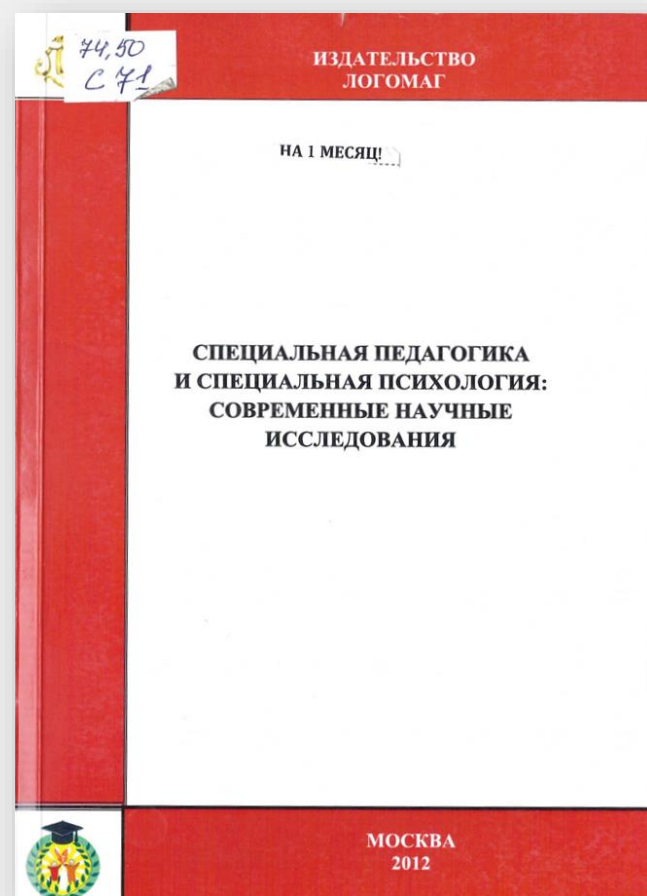 74,50
С 71
ИЗДАТЕЛЬСТВО
ЛОГОМАГ
НА 1 МЕСЯЦ!
СПЕЦИАЛЬНАЯ ПЕДАГОГИКА
И СПЕЦИАЛЬНАЯ ПСИХОЛОГИЯ:
СОВРЕМЕННЫЕ НАУЧНЫЕ
ИССЛЕДОВАНИЯ
МОСКВА
2012